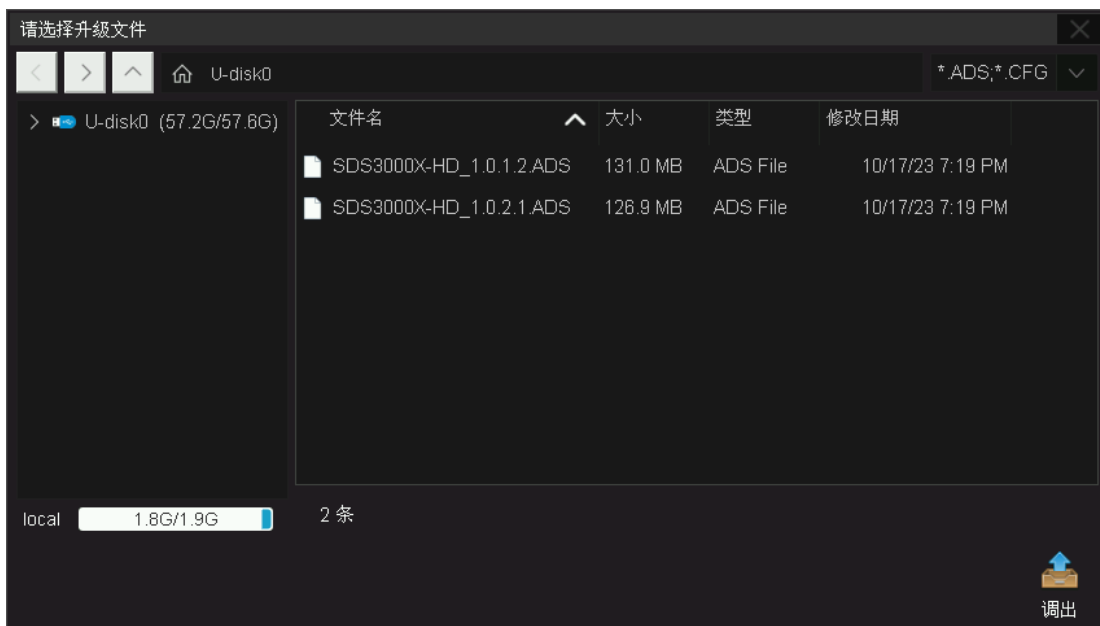 请选择升级文件
U-disk0 *.ADS;*.CFG
U-disk0 (57.2G/57.6G)
文件名 大小 类型 修改日期
SDS3000X-HD_1.0.1.2.ADS 131.0 MB ADS File 10/17/23 7:19 PM
SDS3000X-HD_1.0.2.1.ADS 126.9 MB ADS File 10/17/23 7:19 PM
local 1.8G/1.9G 2 条
调出